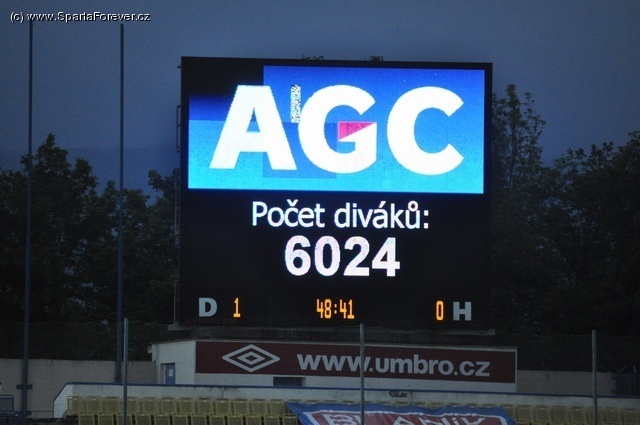 (c) www.SpartaForever.cz
AGC
Počet diváků:
6024
D 1 48:41 0 H
www.umbro.cz